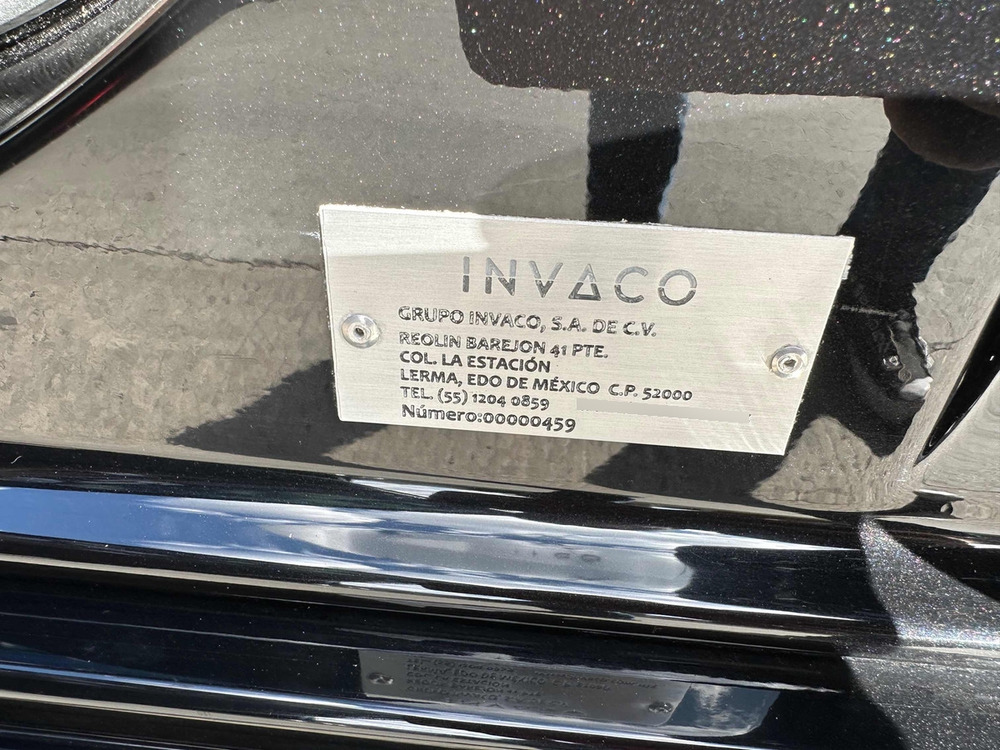 INVACO
GRUPO INVACO, S.A. DE C.V.
REOLIN BAREJON 41 PTE.
COL. LA ESTACIÓN
LERMA, EDO DE MÉXICO C.P. 52000
TEL. (55) 1204 0859
Número:00000459